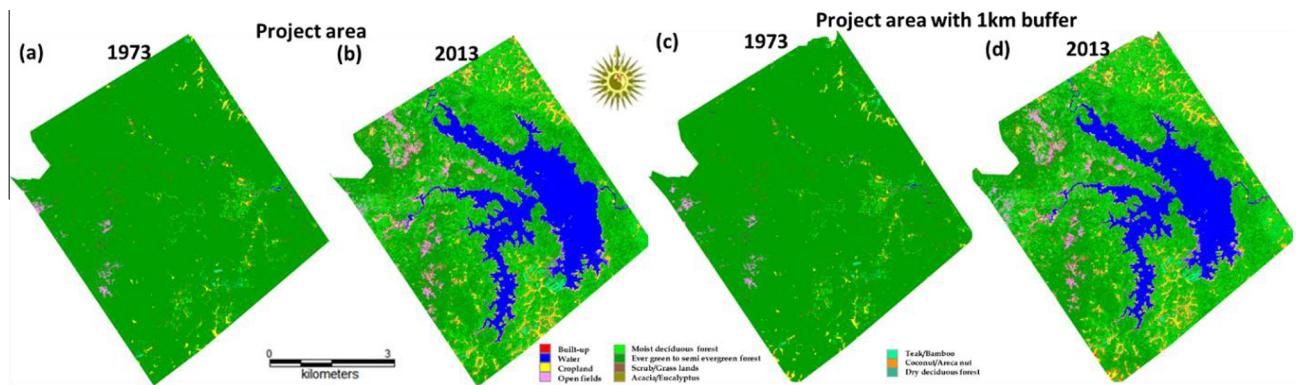 Project area
Project area with 1km buffer
(a)
1973
(b)
2013
(c)
1973
(d)
2013
0
3
kilometers
Built-up
Water
Cropland
Open fields
Moist deciduous forest
Ever green to semi evergreen forest
Scrub/Grass lands
Acacia/Eucalyptus
Teak/Bamboo
Coconut/Areca nut
Dry deciduous forest